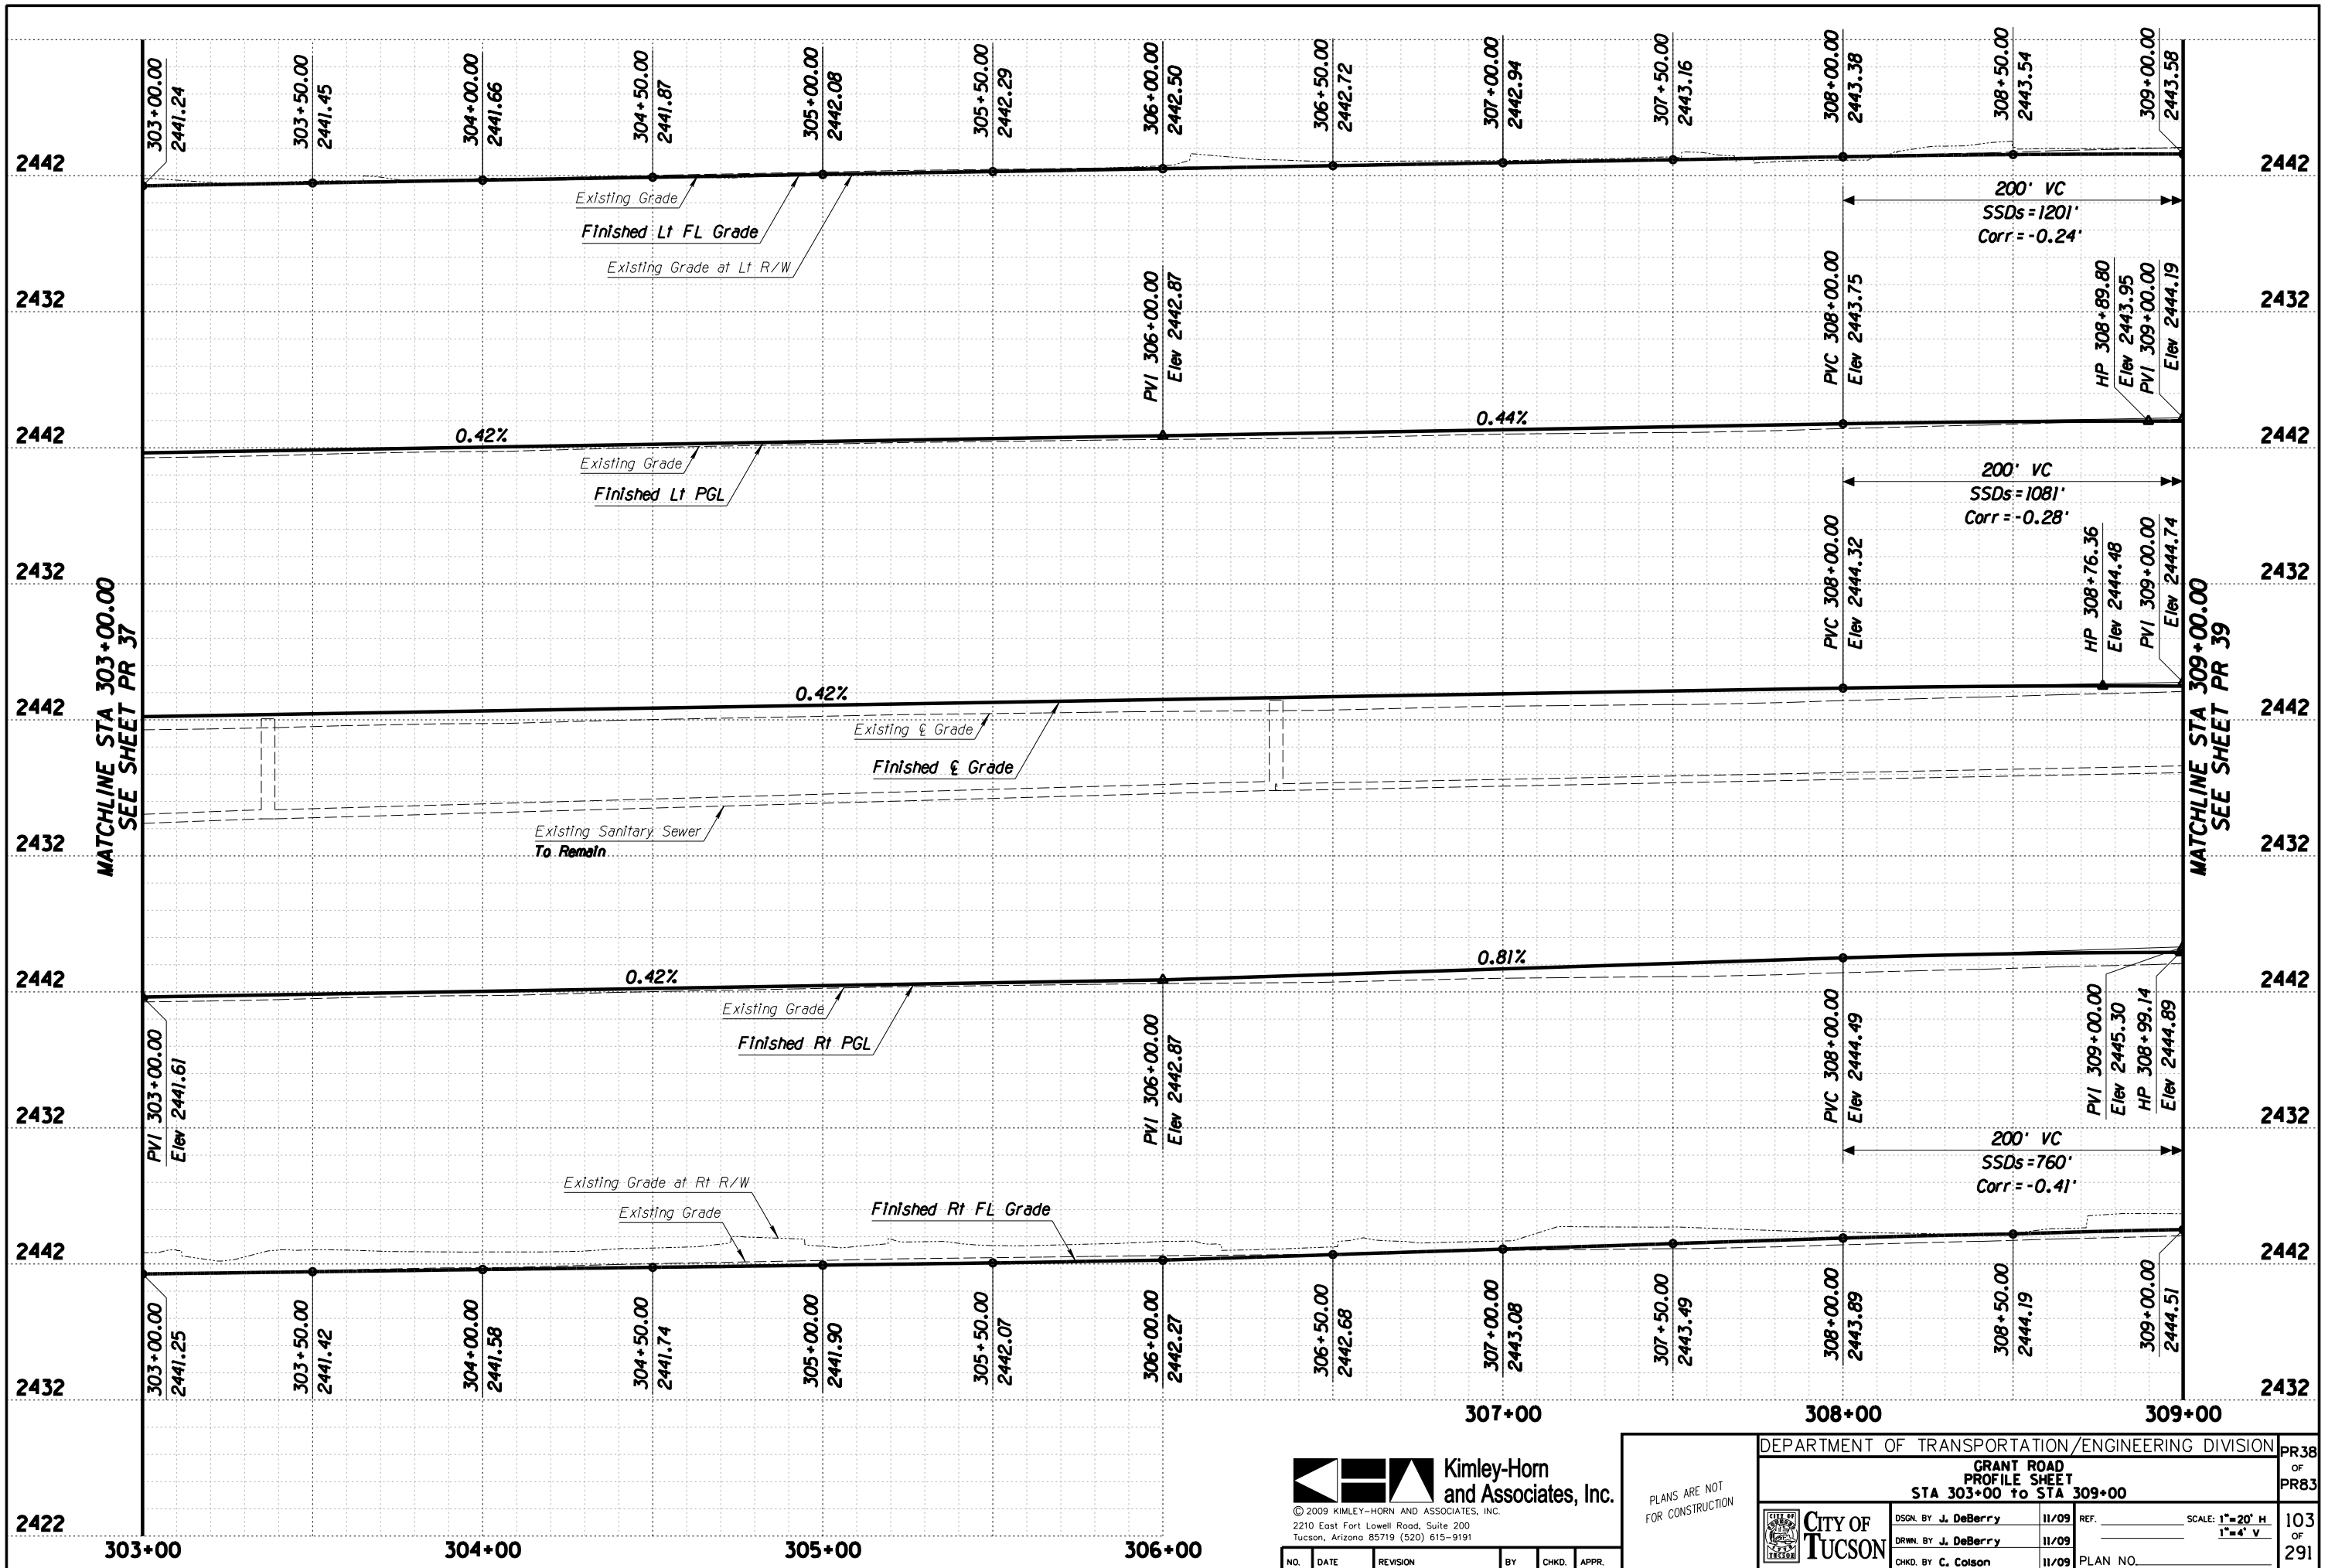 303+00.00
2441.24
303+50.00
2441.45
304+00.00
2441.66
304+50.00
2441.87
305+00.00
2442.08
305+50.00
2442.29
306+00.00
2442.50
306+50.00
2442.72
307+00.00
2442.94
307+50.00
2443.16
308+00.00
2443.38
308+50.00
2443.54
309+00.00
2443.58
2442
2442
Existing Grade
Finished Lt FL Grade
Existing Grade at Lt R/W
200' VC
SSDs=1201'
Corr=-0.24'
2432
2432
PVI 306+00.00
Elev 2442.87
PVC 308+00.00
Elev 2443.75
HP 308+89.80
Elev 2443.95
PVI 309+00.00
Elev 2444.19
2442
0.42%
0.44%
2442
Existing Grade
Finished Lt PGL
200' VC
SSDs=1081'
Corr=-0.28'
2432
2432
PVC 308+00.00
Elev 2444.32
HP 308+76.36
Elev 2444.48
PVI 309+00.00
Elev 2444.74
MATCHLINE STA 303+00.00
SEE SHEET PR 37
MATCHLINE STA 309+00.00
SEE SHEET PR 39
2442
0.42%
2442
Existing ℄ Grade
Finished ℄ Grade
Existing Sanitary Sewer
To Remain
2432
2432
2442
0.42%
0.81%
2442
Existing Grade
Finished Rt PGL
PVI 303+00.00
Elev 2441.61
PVI 306+00.00
Elev 2442.87
PVC 308+00.00
Elev 2444.49
PVI 309+00.00
Elev 2445.30
HP 308+99.14
Elev 2444.89
2432
2432
200' VC
SSDs=760'
Corr=-0.41'
Existing Grade at Rt R/W
Existing Grade
Finished Rt FL Grade
2442
2442
303+00.00
2441.25
303+50.00
2441.42
304+00.00
2441.58
304+50.00
2441.74
305+00.00
2441.90
305+50.00
2442.07
306+00.00
2442.27
306+50.00
2442.68
307+00.00
2443.08
307+50.00
2443.49
308+00.00
2443.89
308+50.00
2444.19
309+00.00
2444.51
2432
2432
307+00
308+00
309+00
2422
303+00
304+00
305+00
306+00
Kimley-Horn
and Associates, Inc.
© 2009 KIMLEY-HORN AND ASSOCIATES, INC.
2210 East Fort Lowell Road, Suite 200
Tucson, Arizona 85719 (520) 615-9191
NO. DATE REVISION BY CHKD. APPR.
PLANS ARE NOT
FOR CONSTRUCTION
DEPARTMENT OF TRANSPORTATION/ENGINEERING DIVISION
GRANT ROAD
PROFILE SHEET
STA 303+00 to STA 309+00
PR38
OF
PR83
CITY OF
TUCSON
CITY OF
TUCSON
DSGN. BY J. DeBerry 11/09
DRWN. BY J. DeBerry 11/09
CHKD. BY C. Colson 11/09
REF.
SCALE: 1"=20' H
1"=4' V
PLAN NO.
103
OF
291